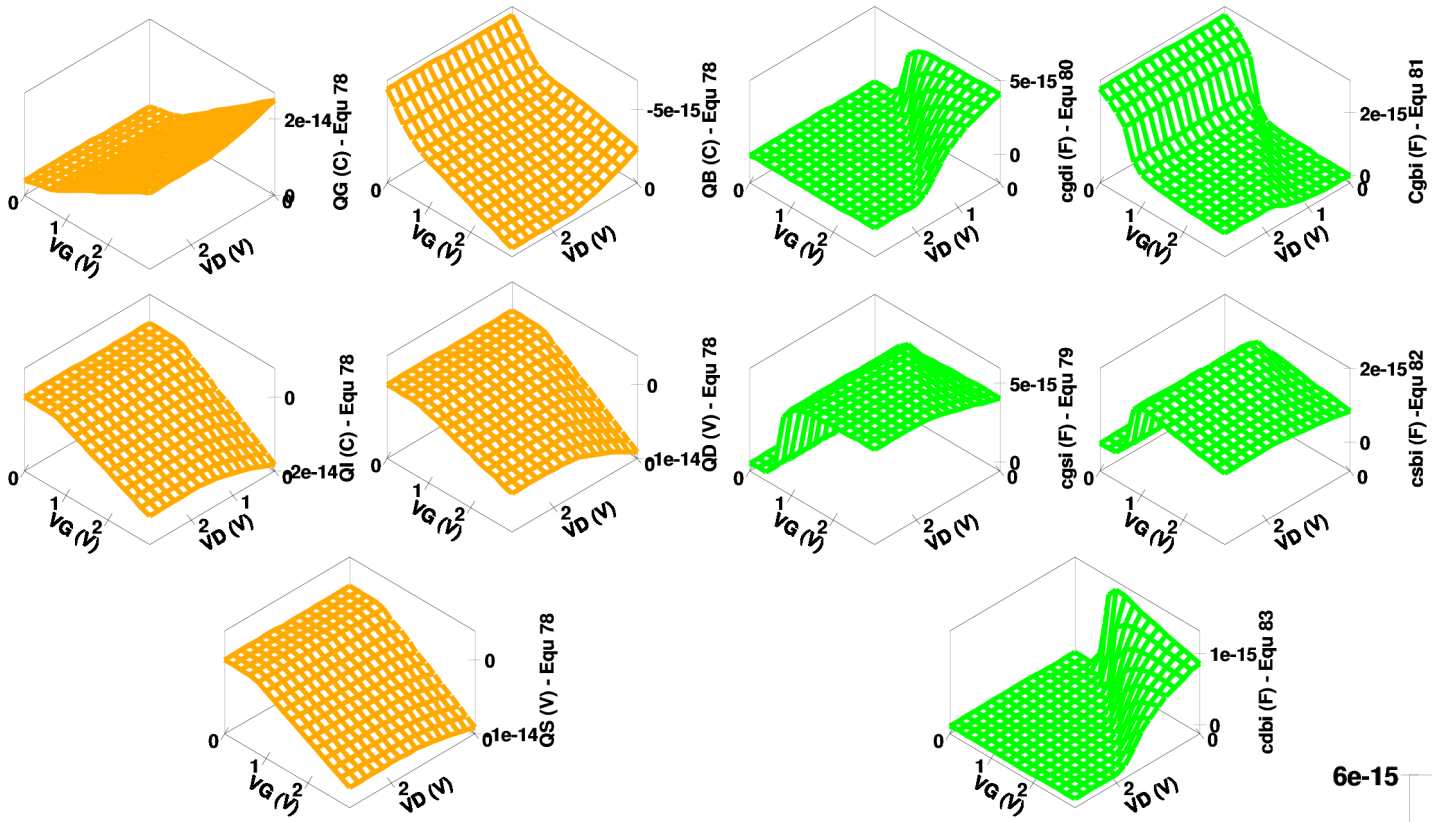 QG (C) - Equ 78
2e-14
0
0
0
1
2
VG (V)
2
VD (V)
QB (C) - Equ 78
-5e-15
0
0
1
2
VG (V)
2
VD (V)
cgdi (F) - Equ 80
5e-15
0
0
0
1
2
VG (V)
1
2
VD (V)
Cgbi (F) - Equ 81
2e-15
0
0
0
1
2
VG(V)
1
2
VD (V)
QI (C) - Equ 78
0
-2e-14
0
0
1
2
VG (V)
1
2
VD (V)
QD (V) - Equ 78
0
-1e-14
0
0
1
2
VG (V)
2
VD (V)
cgsi (F) - Equ 79
5e-15
0
0
0
1
2
VG (V)
2
VD (V)
csbi (F) -Equ 82
2e-15
0
0
0
1
2
VG (V)
2
VD (V)
QS (V) - Equ 78
0
-1e-14
0
0
1
2
VG (V)
2
VD (V)
cdbi (F) - Equ 83
1e-15
0
0
0
1
2
VG (V)
2
VD (V)
6e-15